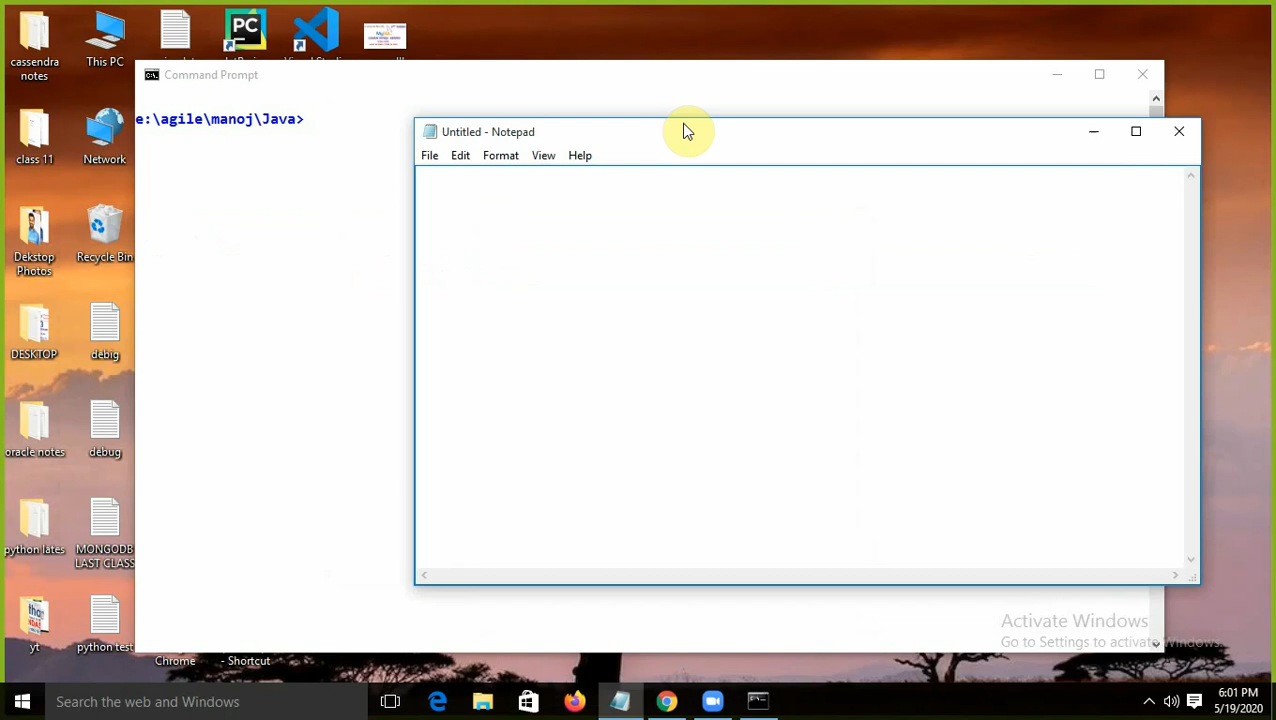 cassendra
notes
This PC
PC
Command Prompt
e:\agile\manoj\Java>
Untitled - Notepad
File Edit Format View Help
class 11
Network
Dekstop
Photos
Recycle Bin
DESKTOP
debig
oracle notes
debug
python lates
MONGODB
LAST CLASS
yt
python test
Chrome
- Shortcut
Activate Windows
Go to Settings to activate Windows.
Search the web and Windows
6:01 PM
5/19/2020